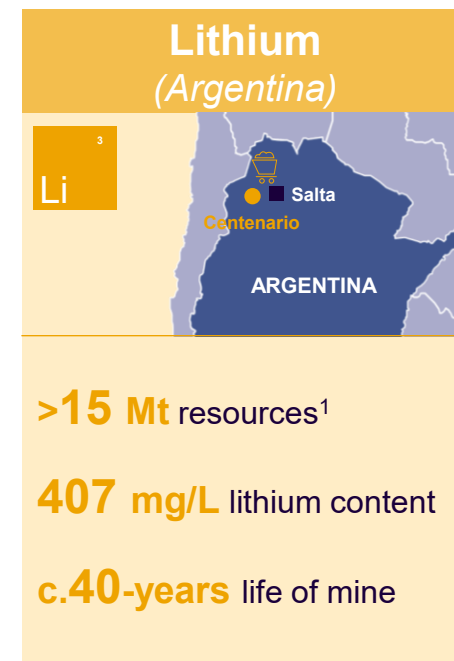 Lithium
(Argentina)
3
Li
Salta
Centenario
ARGENTINA
>15 Mt resources¹
407 mg/L lithium content
c.40-years life of mine